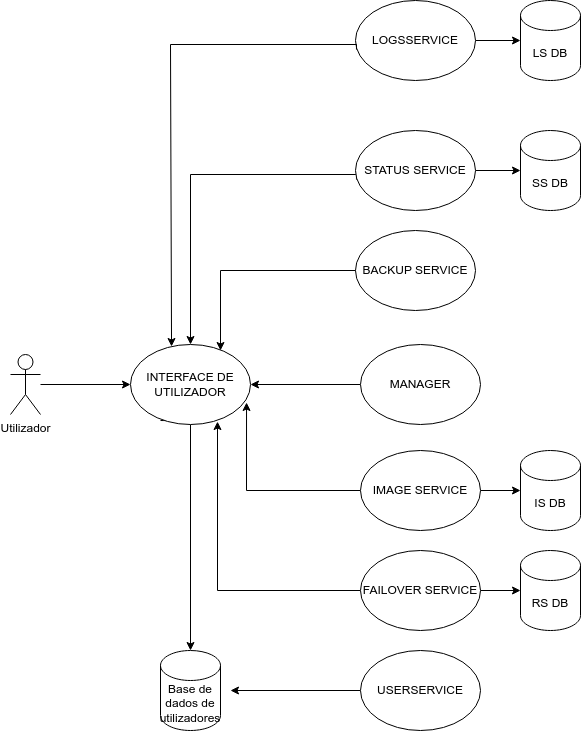 LOGSSERVICE
LS DB
STATUS SERVICE
SS DB
BACKUP SERVICE
INTERFACE DE
UTILIZADOR
MANAGER
Utilizador
IMAGE SERVICE
IS DB
FAILOVER SERVICE
RS DB
Base de
dados de
utilizadores
USERSERVICE